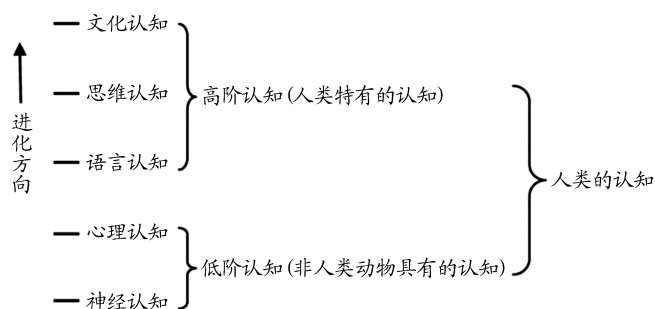 文化认知
思维认知
高阶认知(人类特有的认知)
语言认知
进化方向
人类的认知
心理认知
低阶认知(非人类动物具有的认知)
神经认知